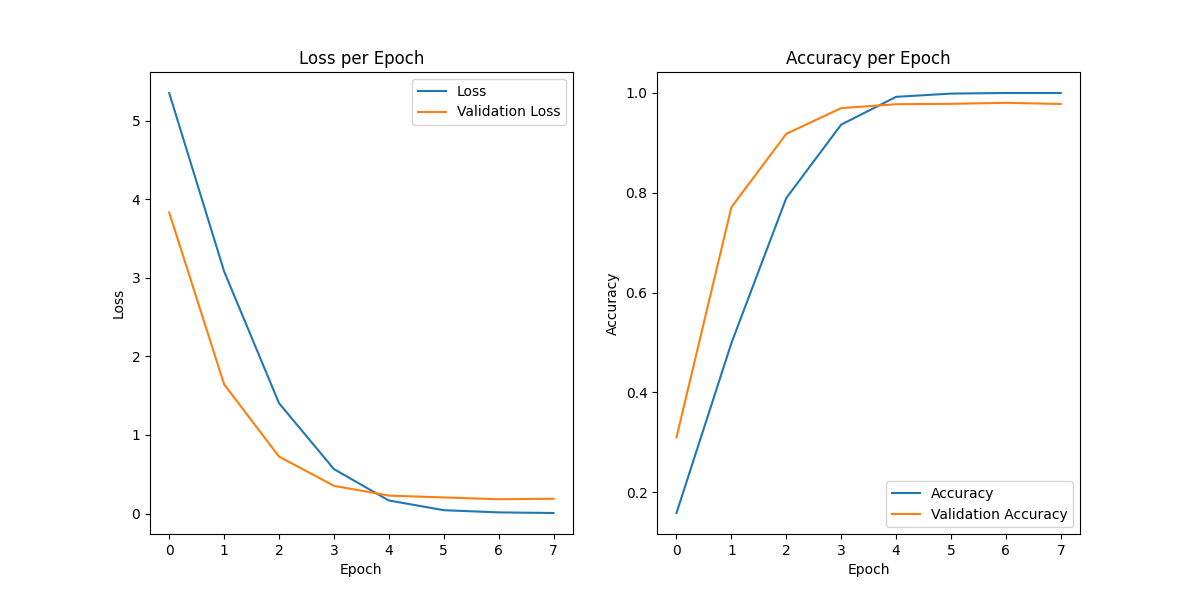 Loss per Epoch
Loss
Validation Loss
5
4
3
2
1
0
Loss
0 1 2 3 4 5 6 7
Epoch
Accuracy per Epoch
1.0
0.8
0.6
0.4
0.2
Accuracy
Accuracy
Validation Accuracy
0 1 2 3 4 5 6 7
Epoch